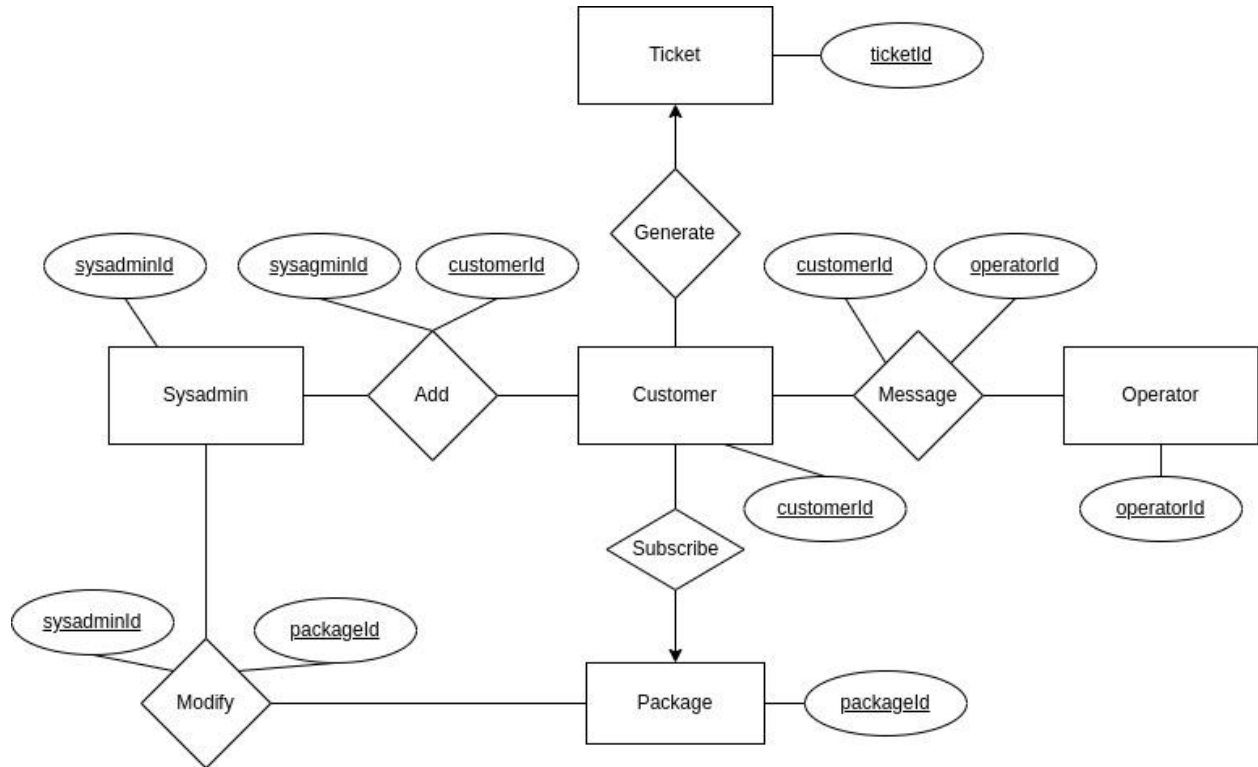 Ticket
ticketId
Generate
sysadminId
sysagminId
customerId
customerId
operatorId
Sysadmin
Add
Customer
Message
Operator
customerId
operatorId
Subscribe
sysadminId
packageId
Modify
Package
packageId